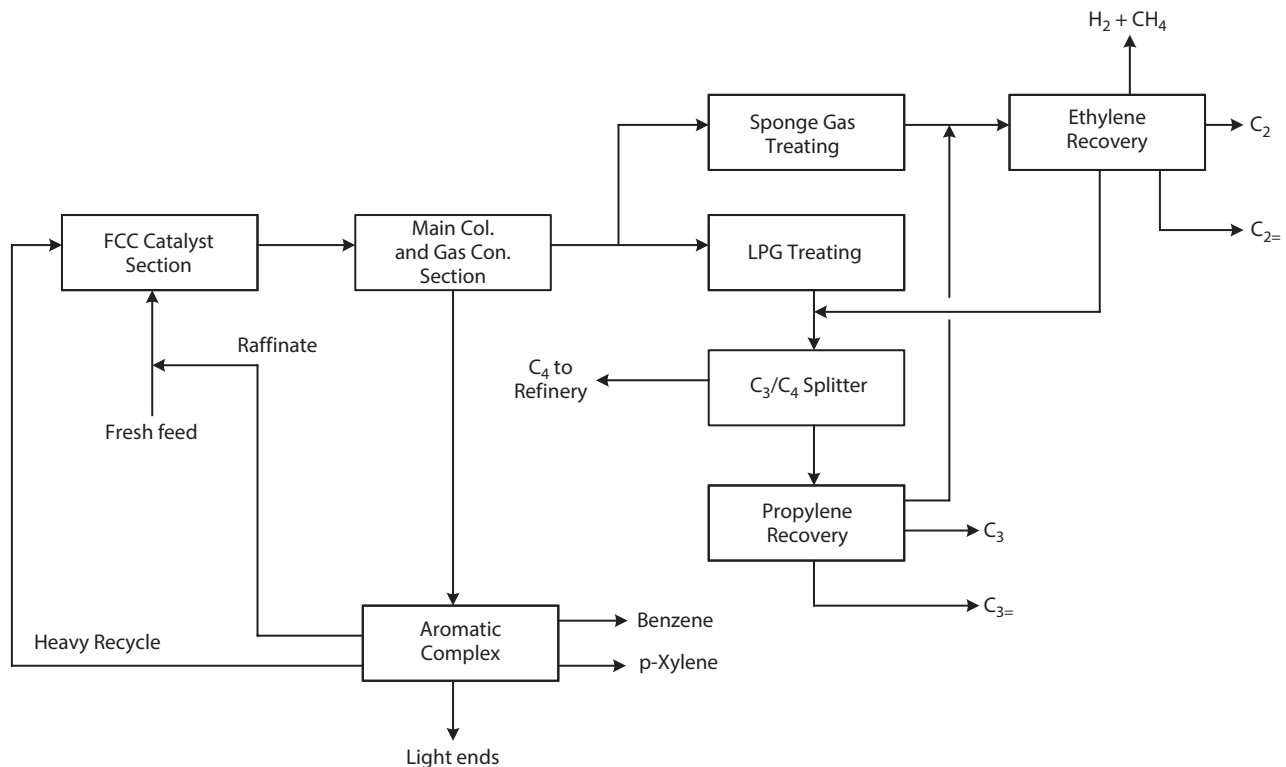 H₂ + CH₄
Sponge Gas
Treating
Ethylene
Recovery
C₂
C₂₌
FCC Catalyst
Section
Main Col.
and Gas Con.
Section
LPG Treating
Raffinate
C₄ to
Refinery
C₃/C₄ Splitter
Fresh feed
Propylene
Recovery
C₃
C₃₌
Heavy Recycle
Aromatic
Complex
Benzene
p-Xylene
Light ends